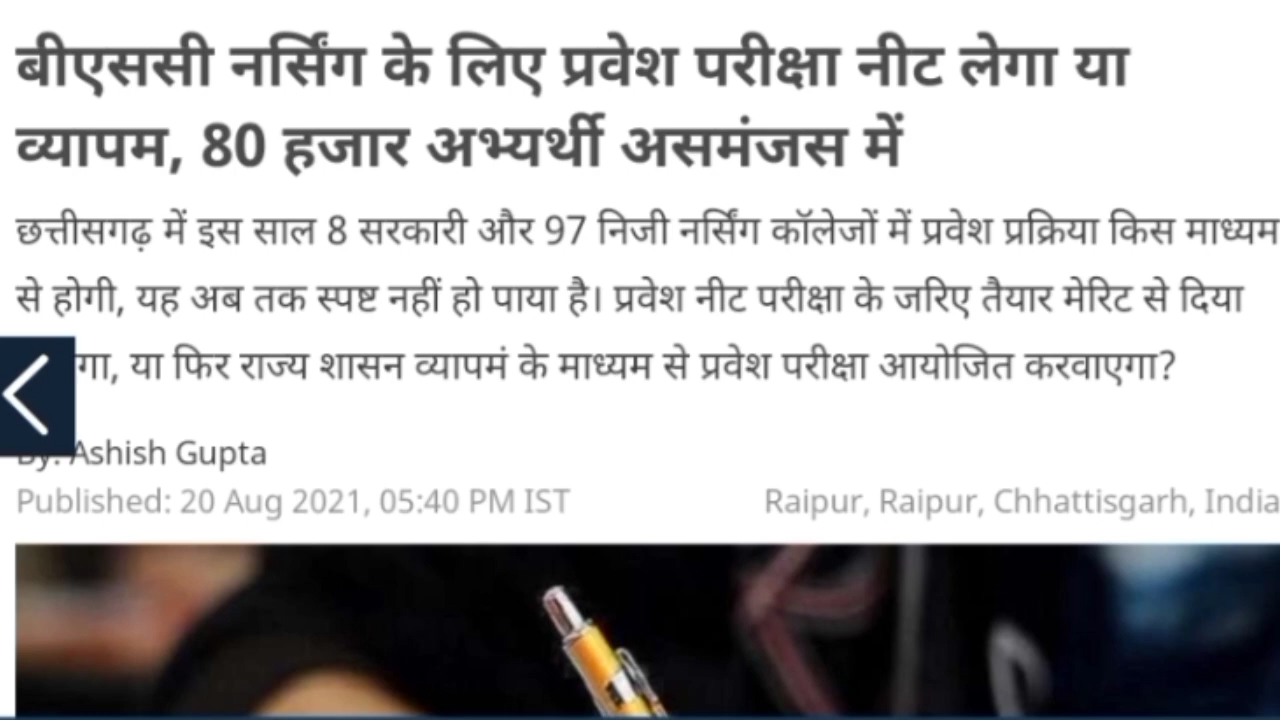 बीएससी नर्सिंग के लिए प्रवेश परीक्षा नीट लेगा या
व्यापम, 80 हजार अभ्यर्थी असमंजस में
छत्तीसगढ़ में इस साल 8 सरकारी और 97 निजी नर्सिंग कॉलेजों में प्रवेश प्रक्रिया किस माध्यम
से होगी, यह अब तक स्पष्ट नहीं हो पाया है। प्रवेश नीट परीक्षा के जरिए तैयार मेरिट से दिया
गा, या फिर राज्य शासन व्यापमं के माध्यम से प्रवेश परीक्षा आयोजित करवाएगा?
By: Ashish Gupta
Published: 20 Aug 2021, 05:40 PM IST
Raipur, Raipur, Chhattisgarh, India